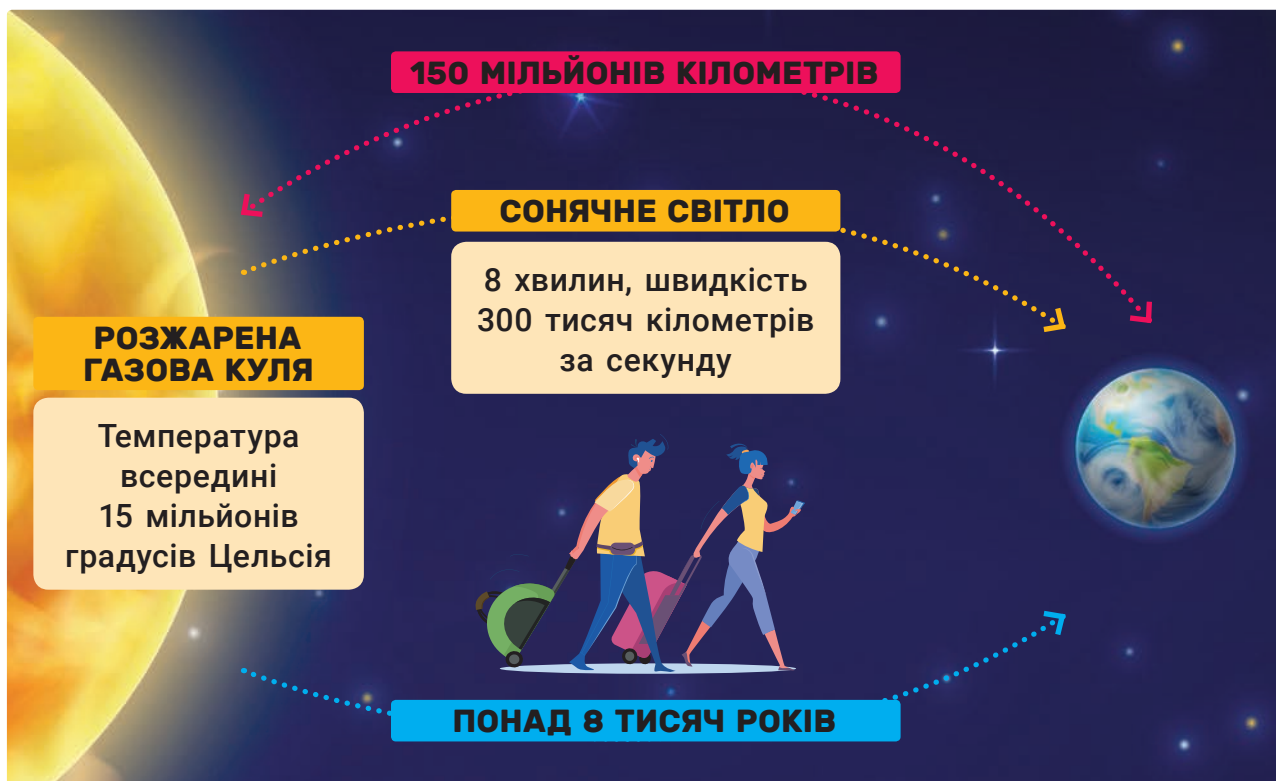 150 МІЛЬЙОНІВ КІЛОМЕТРІВ
СОНЯЧНЕ СВІТЛО
8 хвилин, швидкість
300 тисяч кілометрів
за секунду
РОЗЖАРЕНА
ГАЗОВА КУЛЯ
Температура
всередині
15 мільйонів
градусів Цельсія
ПОНАД 8 ТИСЯЧ РОКІВ